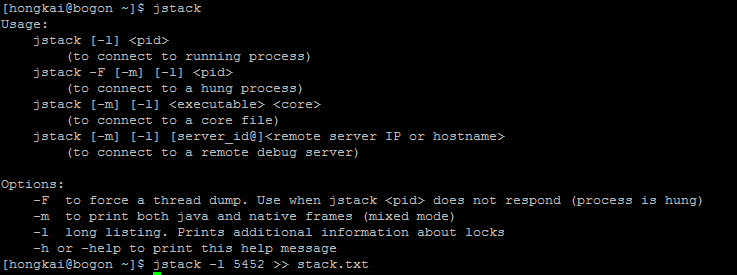 [hongkai@bogon ~]$ jstack
Usage:
    jstack [-l] <pid>
        (to connect to running process)
    jstack -F [-m] [-l] <pid>
        (to connect to a hung process)
    jstack [-m] [-l] <executable> <core>
        (to connect to a core file)
    jstack [-m] [-l] [server_id@]<remote server IP or hostname>
        (to connect to a remote debug server)

Options:
    -F  to force a thread dump. Use when jstack <pid> does not respond (process is hung)
    -m  to print both java and native frames (mixed mode)
    -l  long listing. Prints additional information about locks
    -h or -help to print this help message
[hongkai@bogon ~]$ jstack -l 5452 >> stack.txt